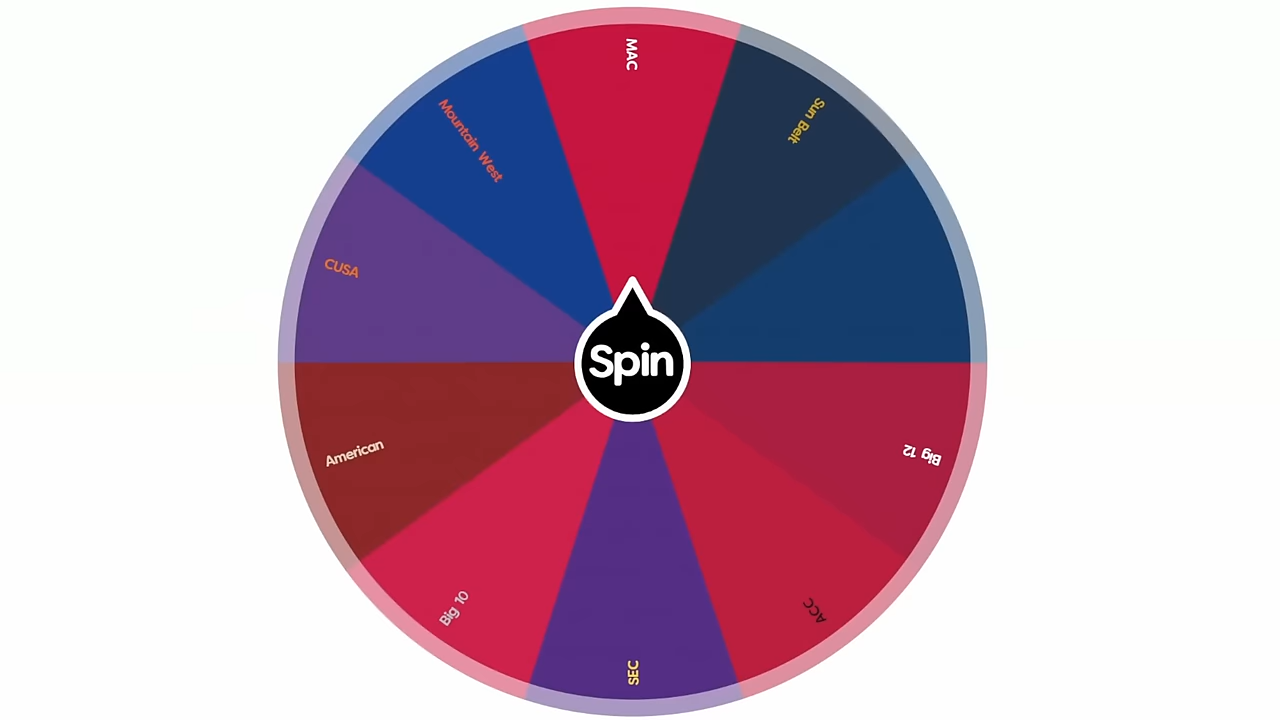 MAC
Sun Belt
Mountain West
CUSA
Spin
American
Big 12
Big 10
ACC
SEC